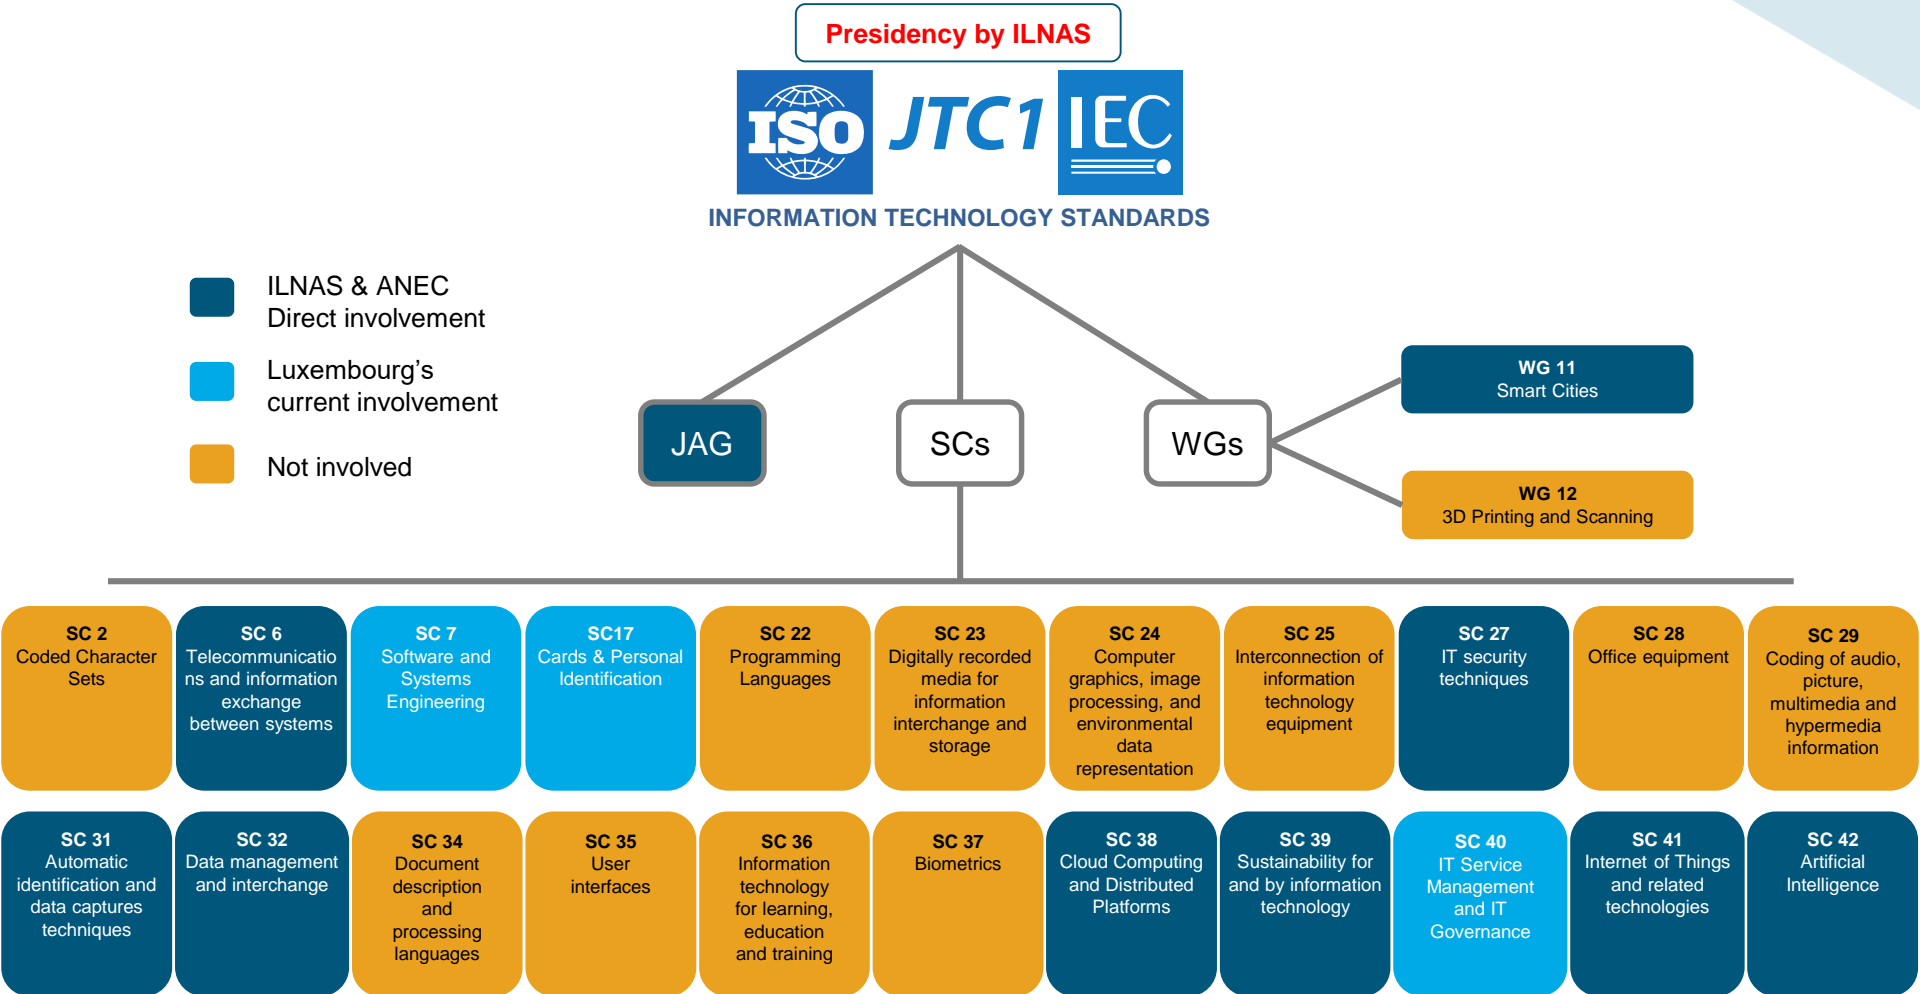 Presidency by ILNAS
ISO
JTC1
IEC
INFORMATION TECHNOLOGY STANDARDS
ILNAS & ANEC
Direct involvement
Luxembourg's
current involvement
Not involved
JAG
SCs
WGs
WG 11
Smart Cities
WG 12
3D Printing and Scanning
SC 2
Coded Character
Sets
SC 6
Telecommunicatio
ns and information
exchange
between systems
SC 7
Software and
Systems
Engineering
SC17
Cards & Personal
Identification
SC 22
Programming
Languages
SC 23
Digitally recorded
media for
information
interchange and
storage
SC 24
Computer
graphics, image
processing, and
environmental
data
representation
SC 25
Interconnection of
information
technology
equipment
SC 27
IT security
techniques
SC 28
Office equipment
SC 29
Coding of audio,
picture,
multimedia and
hypermedia
information
SC 31
Automatic
identification and
data captures
techniques
SC 32
Data management
and interchange
SC 34
Document
description
and
processing
languages
SC 35
User
interfaces
SC 36
Information
technology
for learning,
education
and training
SC 37
Biometrics
SC 38
Cloud Computing
and Distributed
Platforms
SC 39
Sustainability for
and by information
technology
SC 40
IT Service
Management
and IT
Governance
SC 41
Internet of Things
and related
technologies
SC 42
Artificial
Intelligence